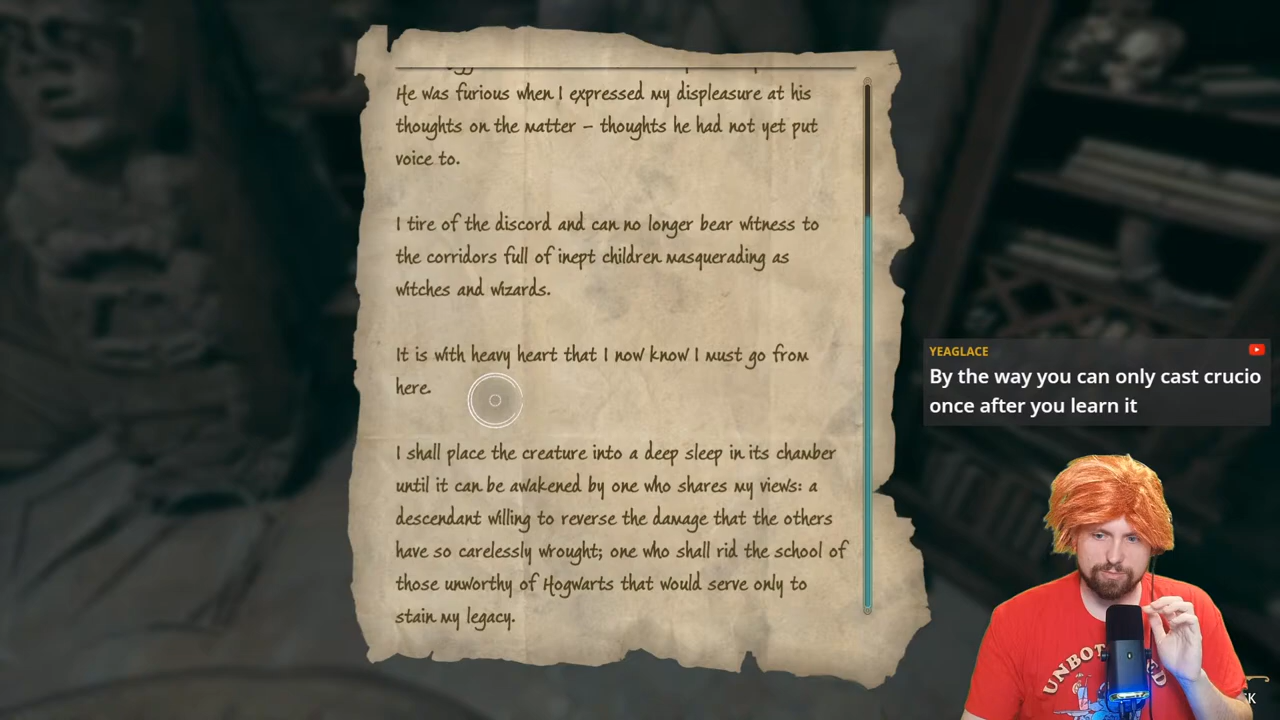 He was furious when I expressed my displeasure at his
thoughts on the matter – thoughts he had not yet put
voice to.
I tire of the discord and can no longer bear witness to
the corridors full of inept children masquerading as
witches and wizards.
It is with heavy heart that I now know I must go from
here.
I shall place the creature into a deep sleep in its chamber
until it can be awakened by one who shares my views: a
descendant willing to reverse the damage that the others
have so carelessly wrought; one who shall rid the school of
those unworthy of Hogwarts that would serve only to
stain my legacy.
YEAGLACE
By the way you can only cast crucio
once after you learn it